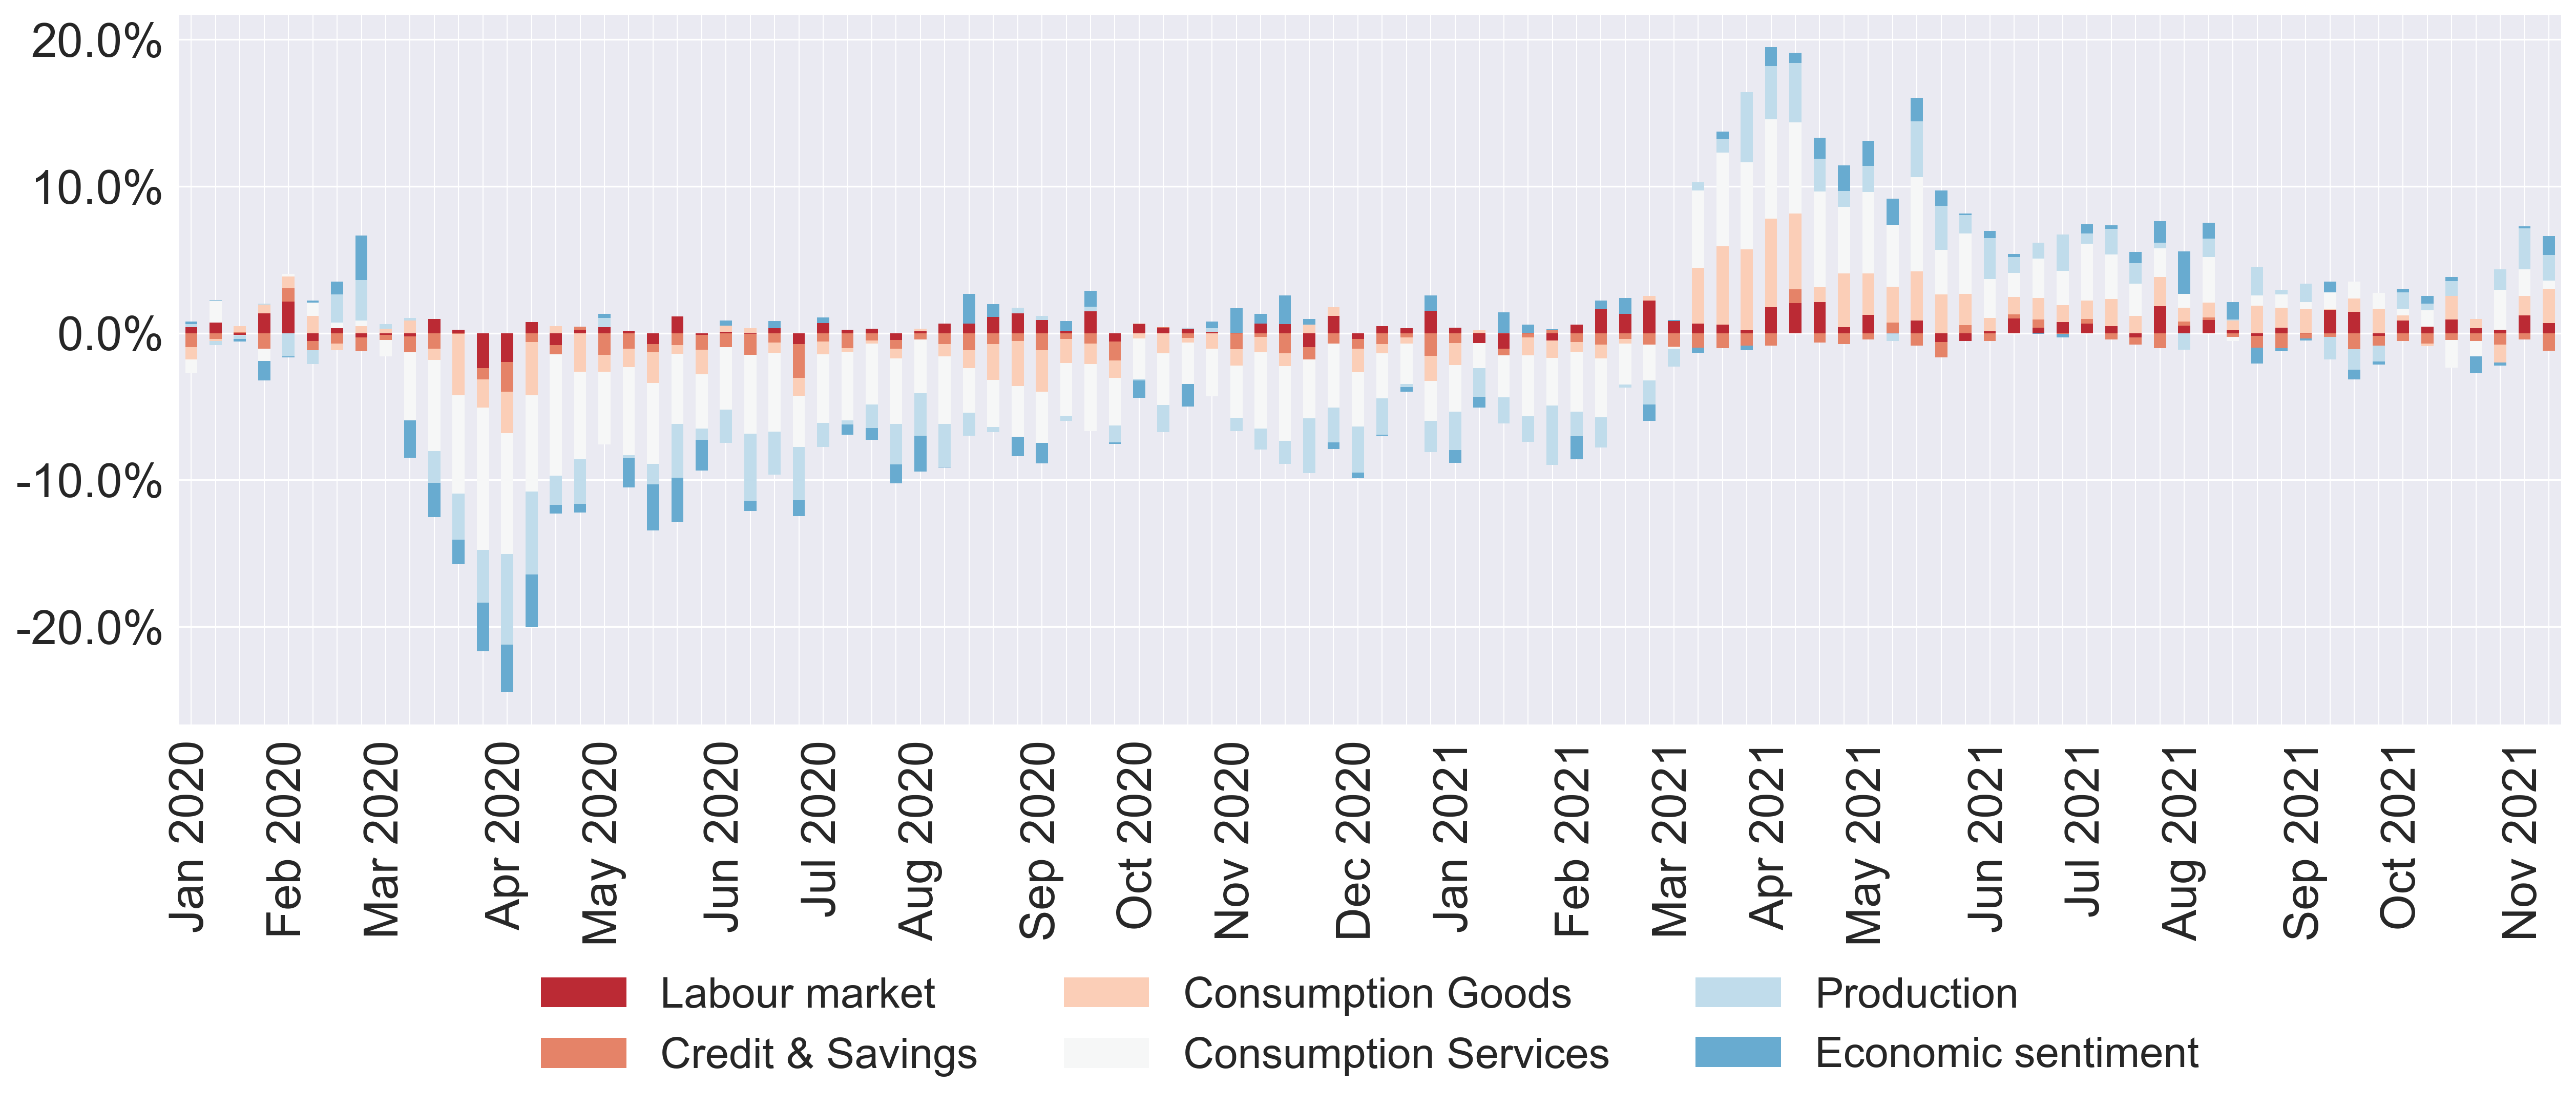 20.0%
10.0%
0.0%
-10.0%
-20.0%
Jan 2020
Feb 2020
Mar 2020
Apr 2020
May 2020
Jun 2020
Jul 2020
Aug 2020
Sep 2020
Oct 2020
Nov 2020
Dec 2020
Jan 2021
Feb 2021
Mar 2021
Apr 2021
May 2021
Jun 2021
Jul 2021
Aug 2021
Sep 2021
Oct 2021
Nov 2021
Labour market
Credit & Savings
Consumption Goods
Consumption Services
Production
Economic sentiment